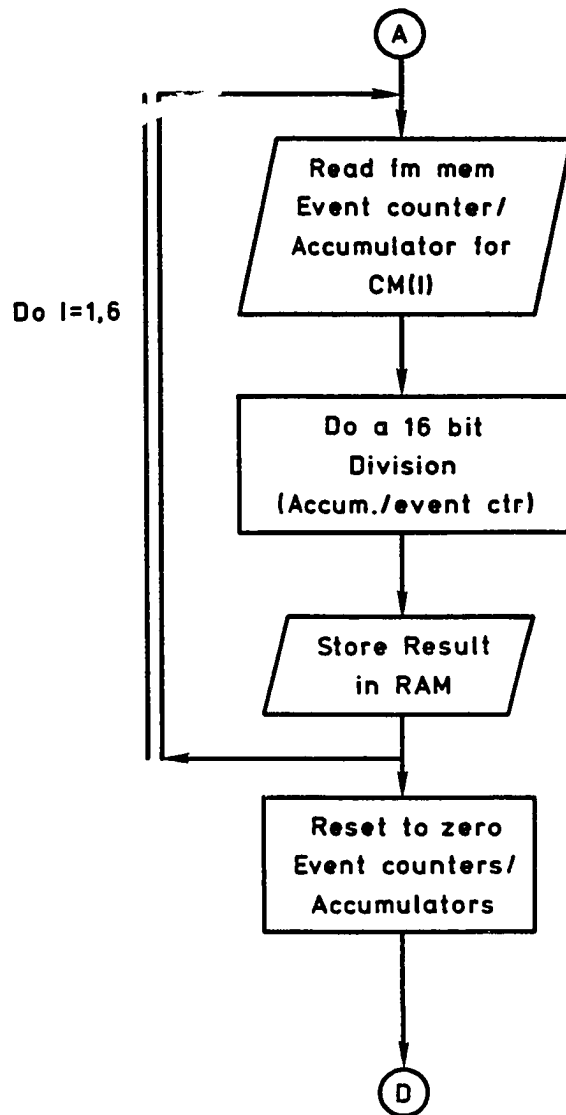 A
Read fm mem
Event counter/
Accumulator for
CM(I)
Do I=1,6
Do a 16 bit
Division
(Accum./event ctr)
Store Result
in RAM
Reset to zero
Event counters/
Accumulators
D